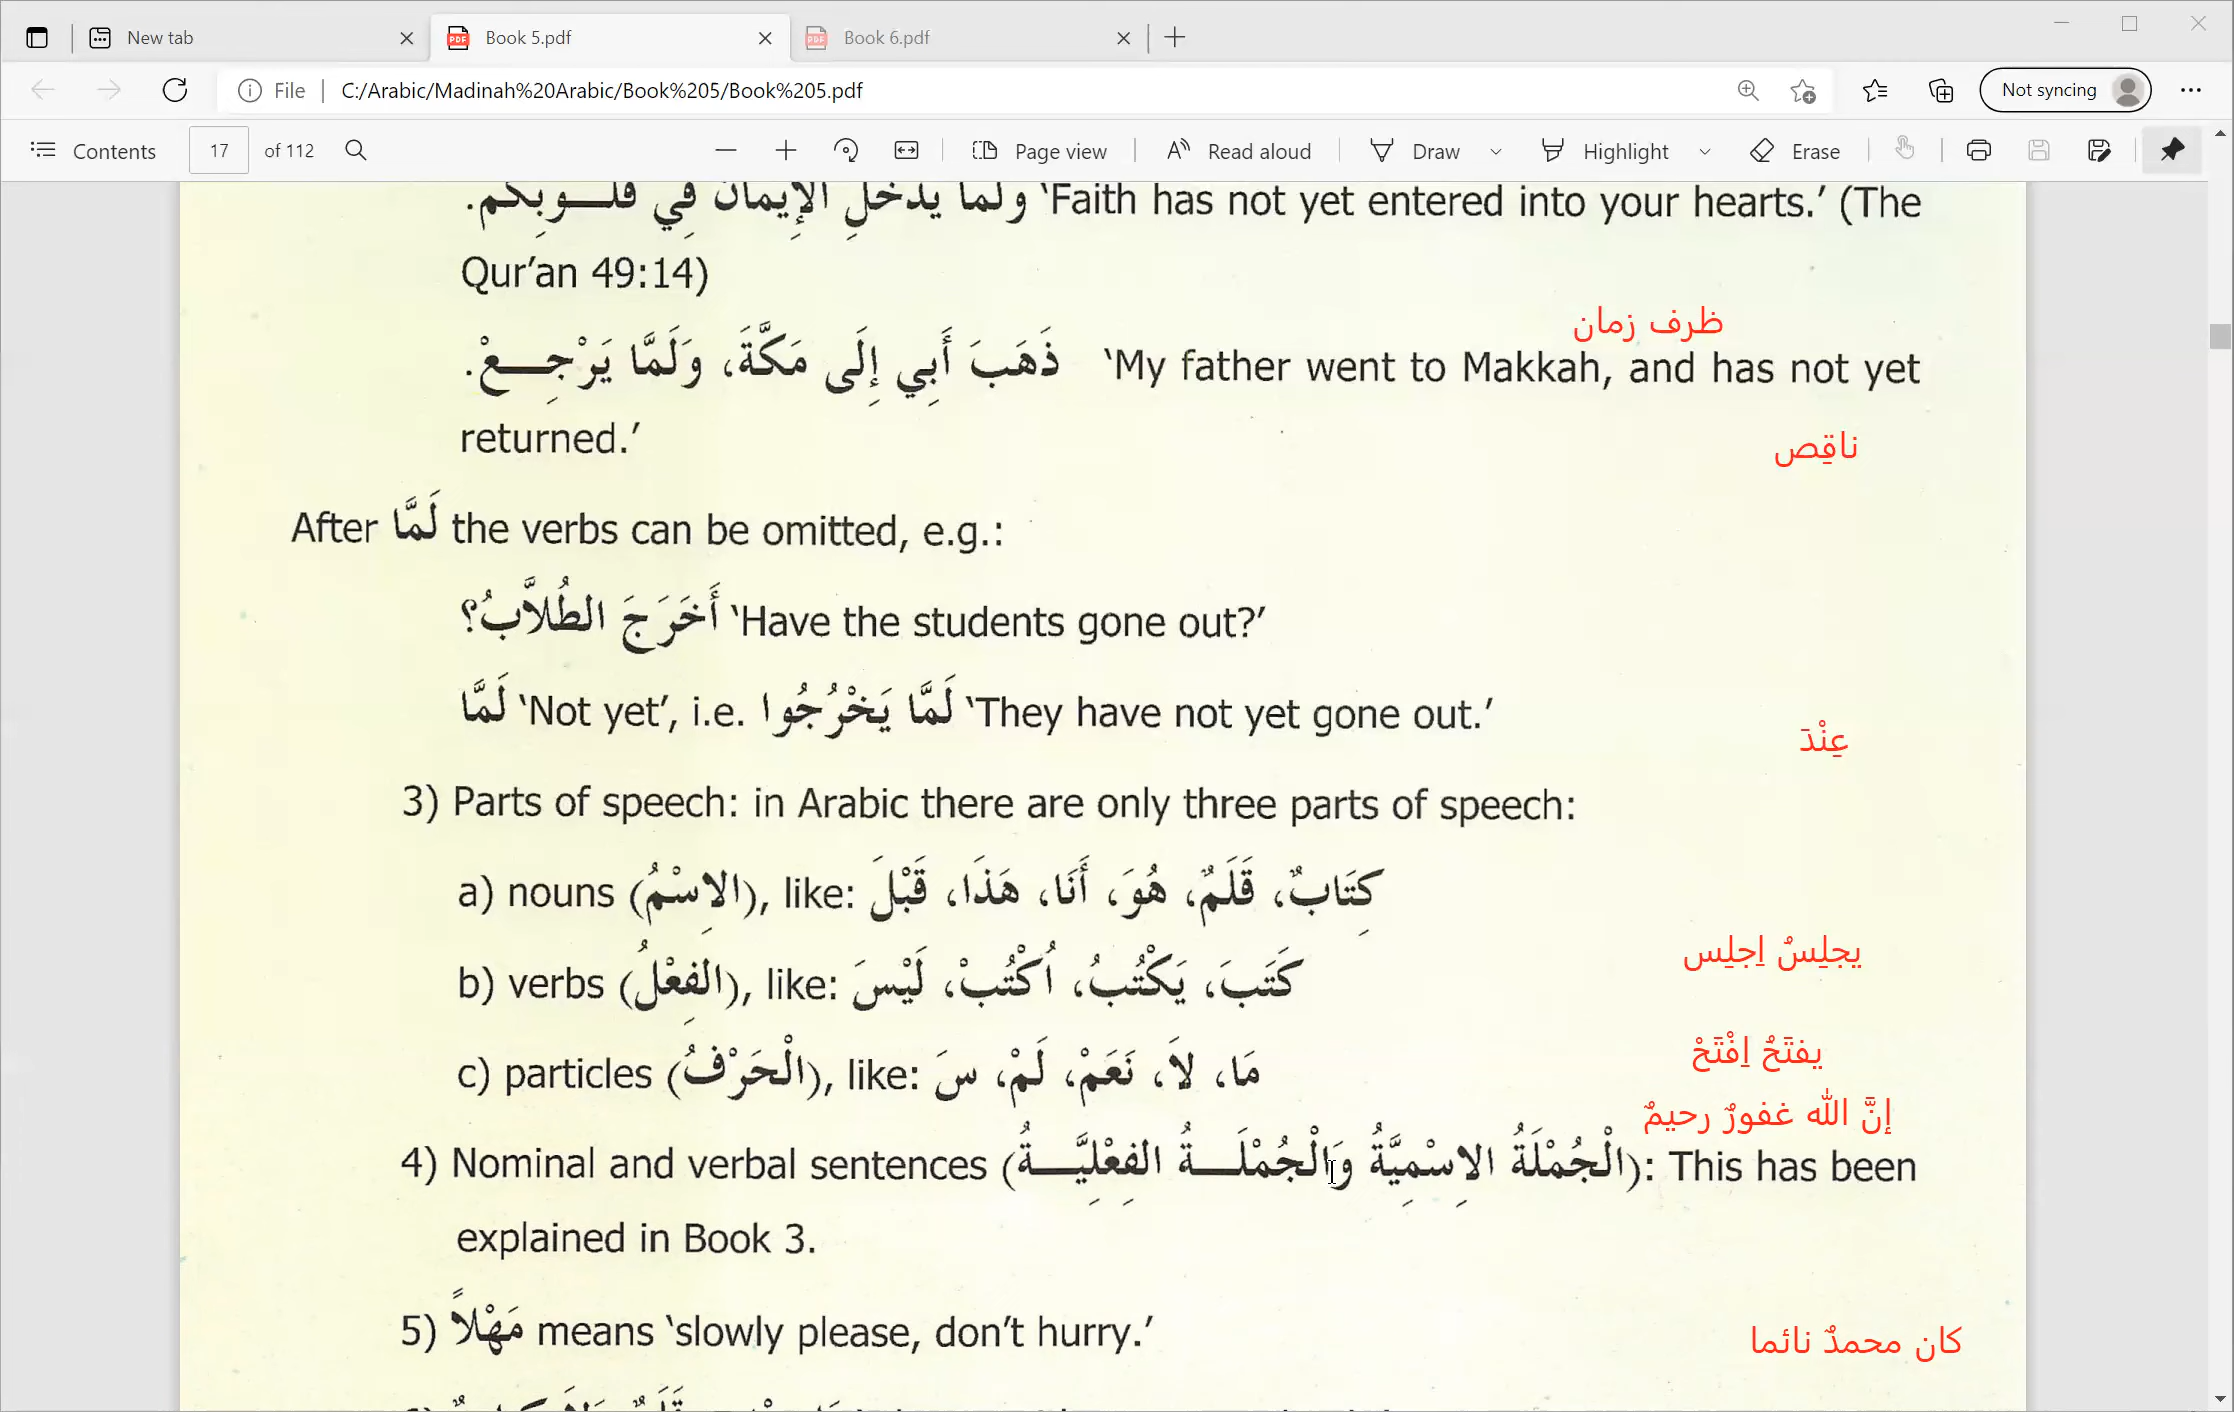 New tab
Book 5.pdf
Book 6.pdf
File
C:/Arabic/Madinah%20Arabic/Book%205/Book%205.pdf
Not syncing
Contents
17 of 112
Page view
Read aloud
Draw
Highlight
Erase
ولما يدخل الإيمان في قلـــوبكم. ‘Faith has not yet entered into your hearts.’ (The
Qur’an 49:14)
ظرف زمان
ذَهَبَ أَبِي إِلَى مَكَّةَ، وَلَمَّا يَرْجِـــعْ. ‘My father went to Makkah, and has not yet
returned.’
ناقِص
After لَمَّا the verbs can be omitted, e.g.:
أَخَرَجَ الطُلاَّبُ؟ ‘Have the students gone out?’
لَمَّا ‘Not yet’, i.e. لَمَّا يَخْرُجُوا ‘They have not yet gone out.’
عِنْدَ
3) Parts of speech: in Arabic there are only three parts of speech:
a) nouns (الاِسْمُ), like: كِتَابٌ، قَلَمٌ، هُوَ، أَنَا، هَذَا، قَبْلَ
يجلِسُ اِجلِس
b) verbs (الفِعْلُ), like: كَتَبَ، يَكْتُبُ، اُكْتُبْ، لَيْسَ
يفتَحُ اِفْتَحْ
c) particles (الْحَرْفُ), like: مَا، لاَ، نَعَمْ، لَمْ، سَ
إنَّ الله غفورٌ رحيمٌ
4) Nominal and verbal sentences (الْجُمْلَةُ الاِسْمِيَّةُ وَالْجُمْلَـــةُ الفِعْلِيَّـــةُ): This has been
explained in Book 3.
5) مَهْلاً means ‘slowly please, don’t hurry.’
كان محمدٌ نائما